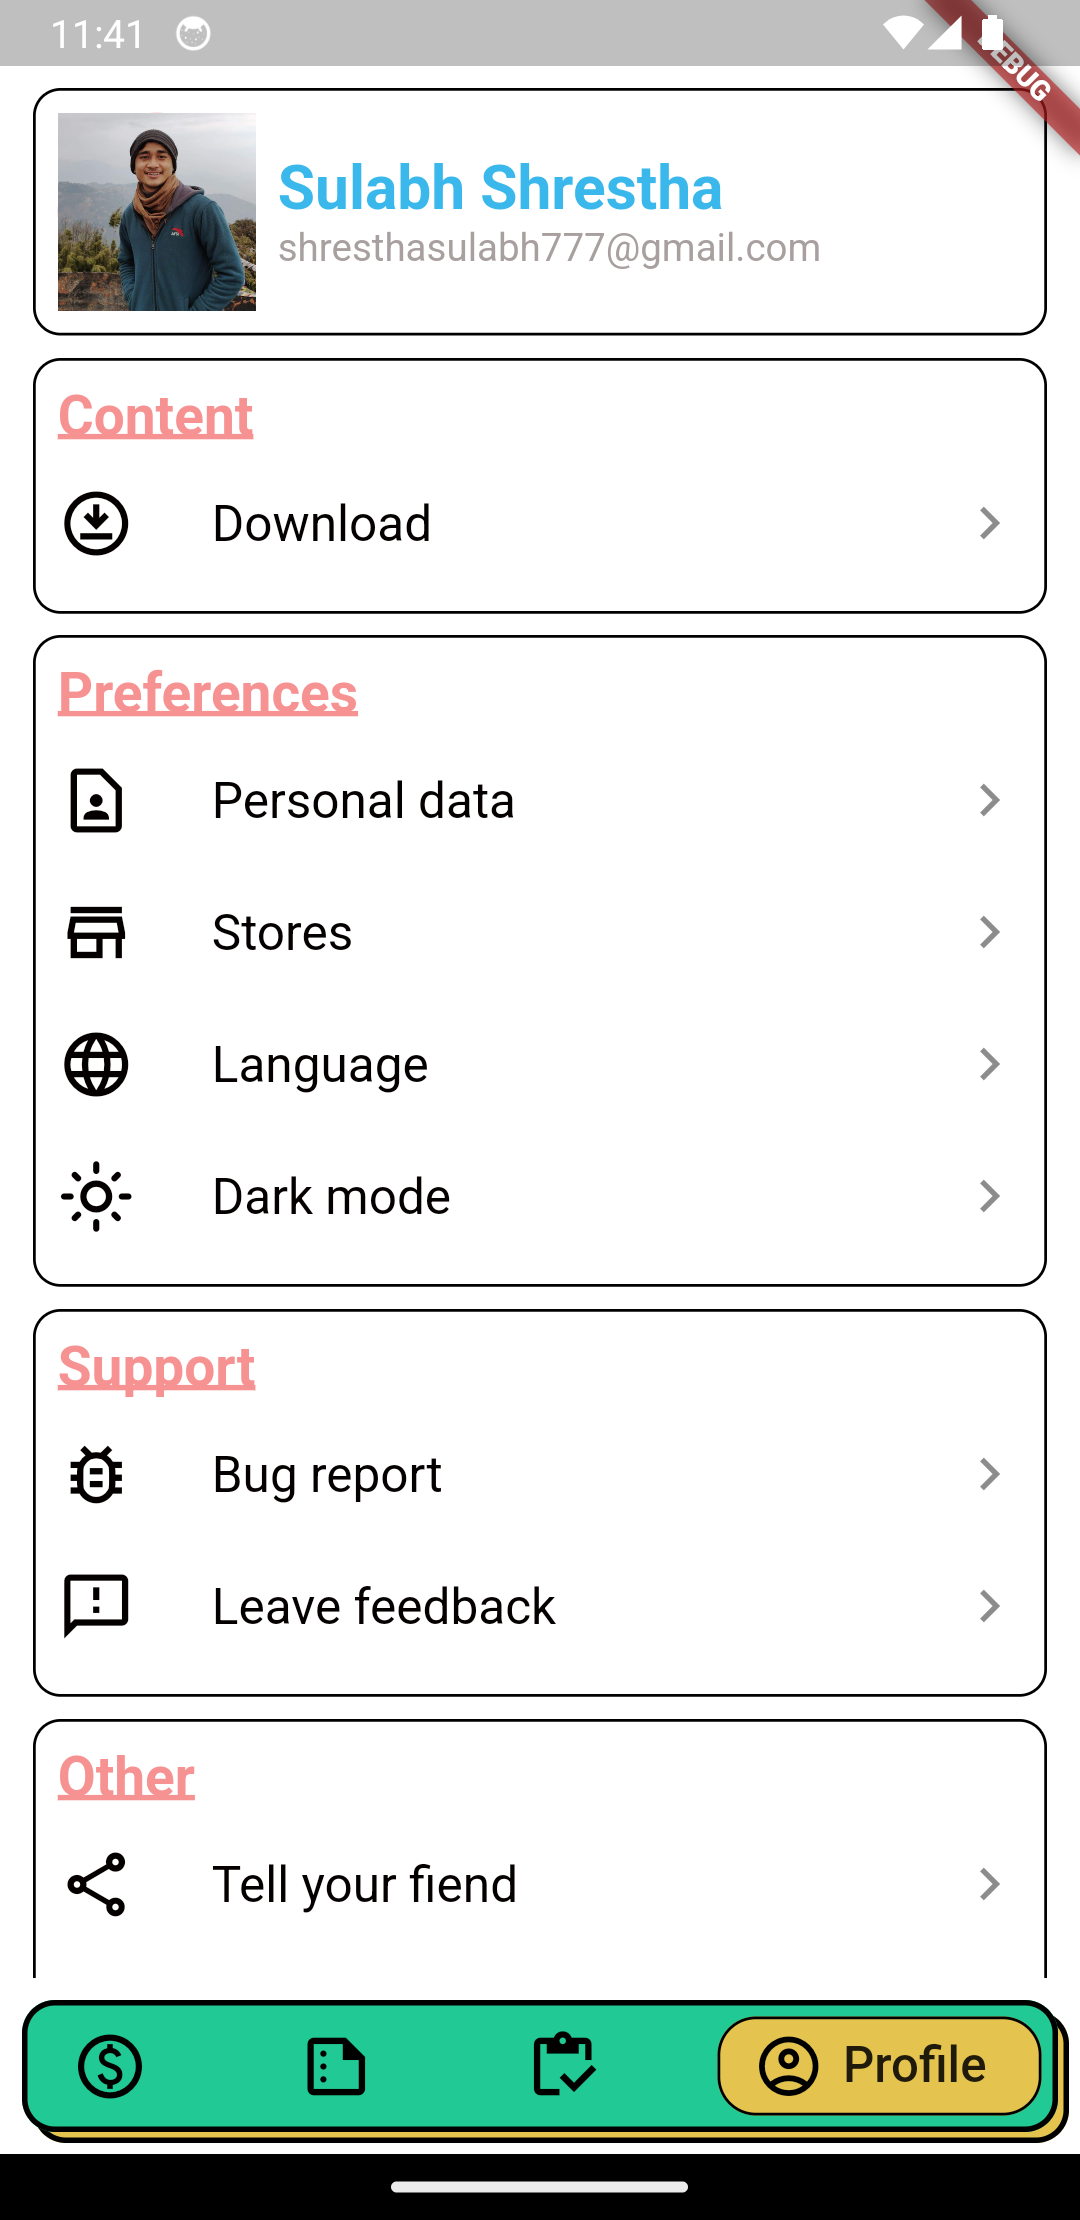 11:41
DEBUG
Sulabh Shrestha
shresthasulabh777@gmail.com
Content
Download
Preferences
Personal data
Stores
Language
Dark mode
Support
Bug report
Leave feedback
Other
Tell your fiend
Profile